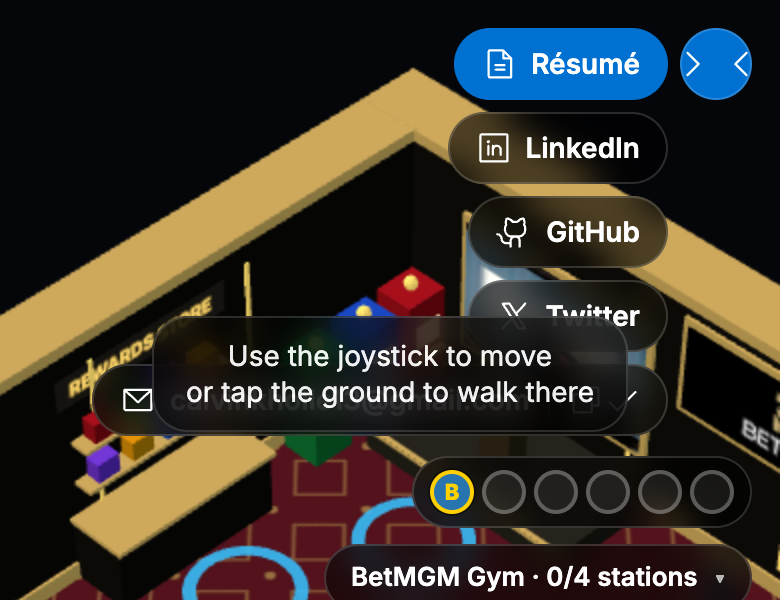 Résumé
LinkedIn
GitHub
Twitter
REWARDS STORE
Use the joystick to move
or tap the ground to walk there
B
BET
BetMGM Gym · 0/4 stations